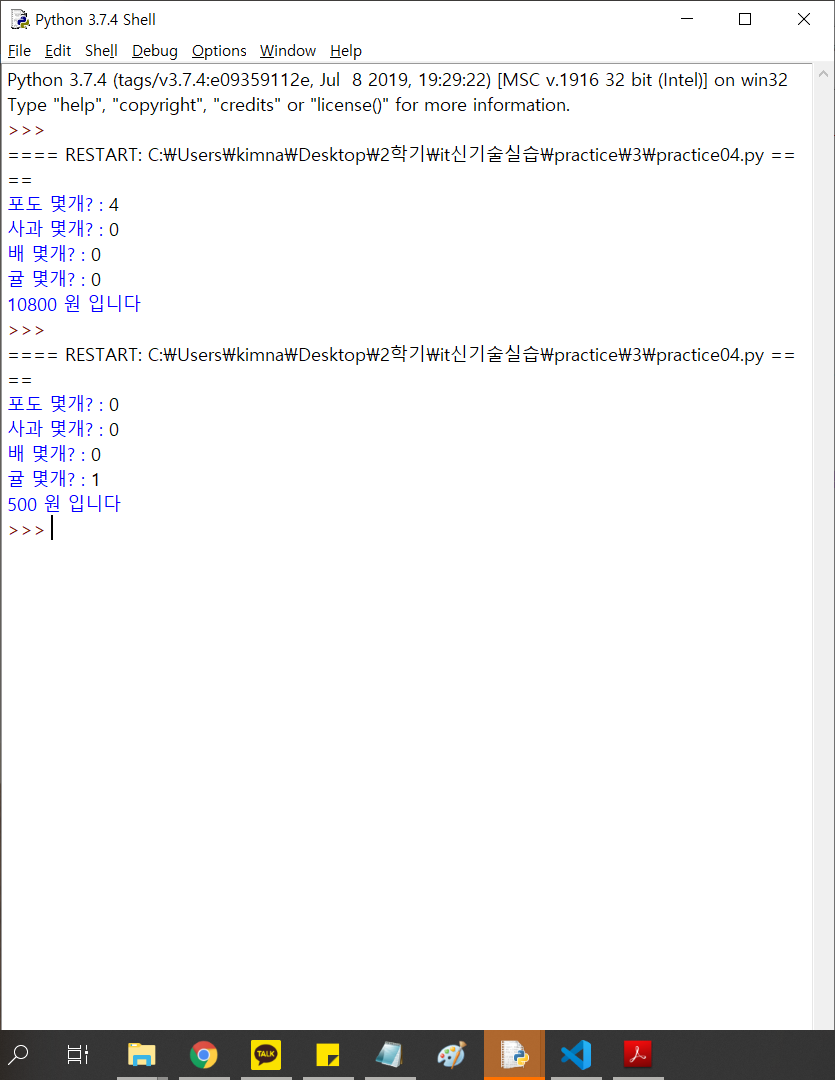 Python 3.7.4 Shell
File Edit Shell Debug Options Window Help
Python 3.7.4 (tags/v3.7.4:e09359112e, Jul  8 2019, 19:29:22) [MSC v.1916 32 bit (Intel)] on win32
Type "help", "copyright", "credits" or "license()" for more information.
>>>
==== RESTART: C:₩Users₩kimna₩Desktop₩2학기₩it신기술실습₩practice₩3₩practice04.py ==
==
포도 몇개? : 4
사과 몇개? : 0
배 몇개? : 0
귤 몇개? : 0
10800 원 입니다
>>>
==== RESTART: C:₩Users₩kimna₩Desktop₩2학기₩it신기술실습₩practice₩3₩practice04.py ==
==
포도 몇개? : 0
사과 몇개? : 0
배 몇개? : 0
귤 몇개? : 1
500 원 입니다
>>>
TALK